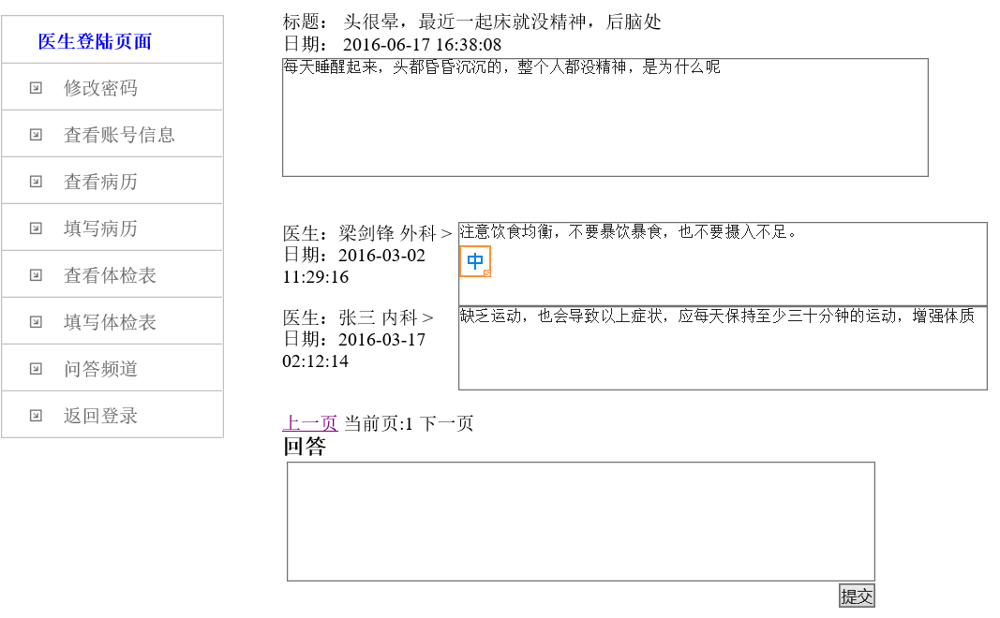 医生登陆页面
修改密码
查看账号信息
查看病历
填写病历
查看体检表
填写体检表
问答频道
返回登录
标题： 头很晕，最近一起床就没精神，后脑处
日期： 2016-06-17 16:38:08
每天睡醒起来，头都昏昏沉沉的，整个人都没精神，是为什么呢
医生：梁剑锋 外科 >
日期：2016-03-02
11:29:16
注意饮食均衡，不要暴饮暴食，也不要摄入不足。
中
S
医生：张三 内科 >
日期：2016-03-17
02:12:14
缺乏运动，也会导致以上症状，应每天保持至少三十分钟的运动，增强体质
上一页 当前页:1 下一页
回答
提交